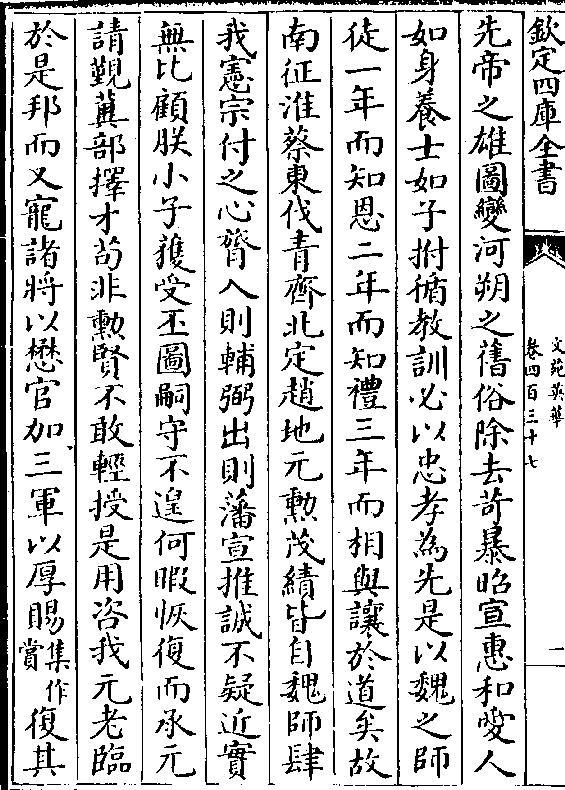 欽定四庫全書
文苑英華
卷四百三十七
一
先帝之雄圖變河朔之舊俗除去苛暴昭宣惠和愛人
如身養士如子拊循教訓必以忠孝為先是以魏之師
徒一年而知恩二年而知禮三年而相與讓於道矣故
南征淮蔡東伐青齊北定趙地元勲茂績皆自魏師肆
我憲宗付之心膂入則輔弼出則藩宣推誠不疑近實
無比顧朕小子獲受丕圖嗣守不遑何暇恢復而承元
請覲冀部擇才茍非勲賢不敢輕授是用咨我元老臨
於是邦而又寵諸將以懋官加三軍以厚賜集作賞復其